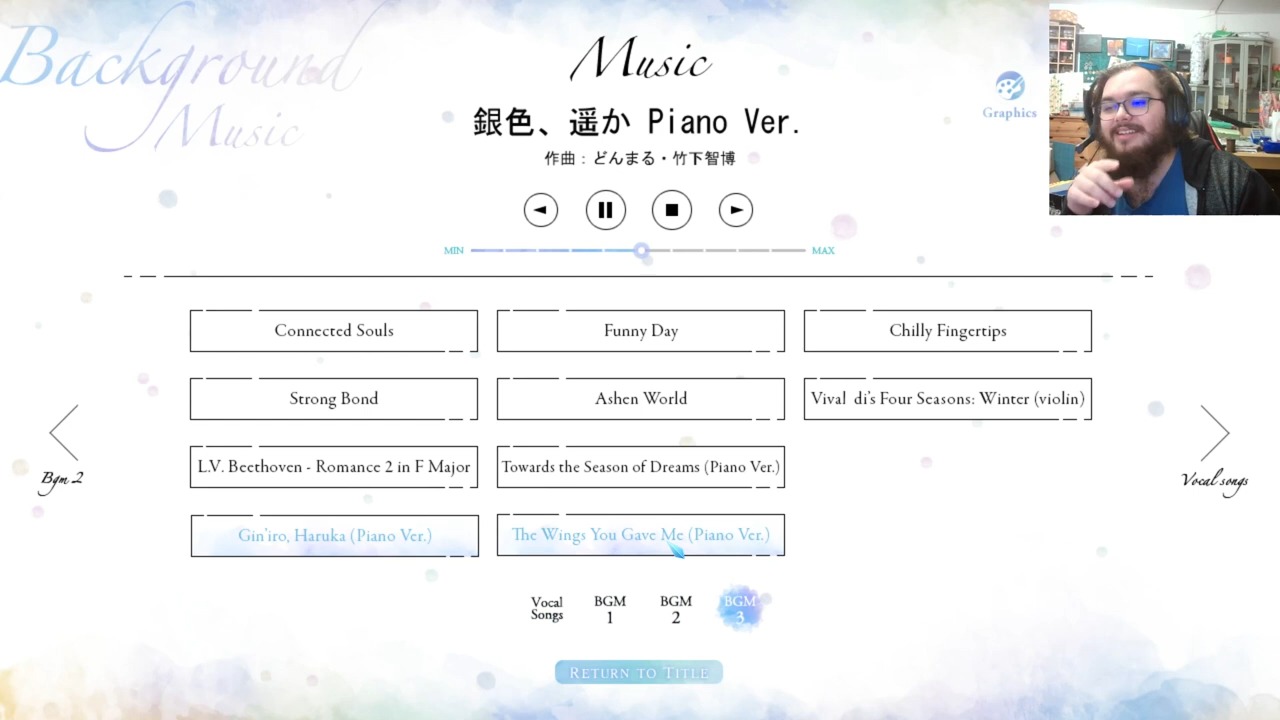 Background
Music
Music
銀色、遥か Piano Ver.
作曲：どんまる・竹下智博
Graphics
MIN
MAX
Connected Souls
Funny Day
Chilly Fingertips
Strong Bond
Ashen World
Vival di's Four Seasons: Winter (violin)
L.V. Beethoven - Romance 2 in F Major
Towards the Season of Dreams (Piano Ver.)
Gin'iro, Haruka (Piano Ver.)
The Wings You Gave Me (Piano Ver.)
Bgm 2
Vocal songs
Vocal
Songs
BGM
1
BGM
2
BGM
3
Return to Title